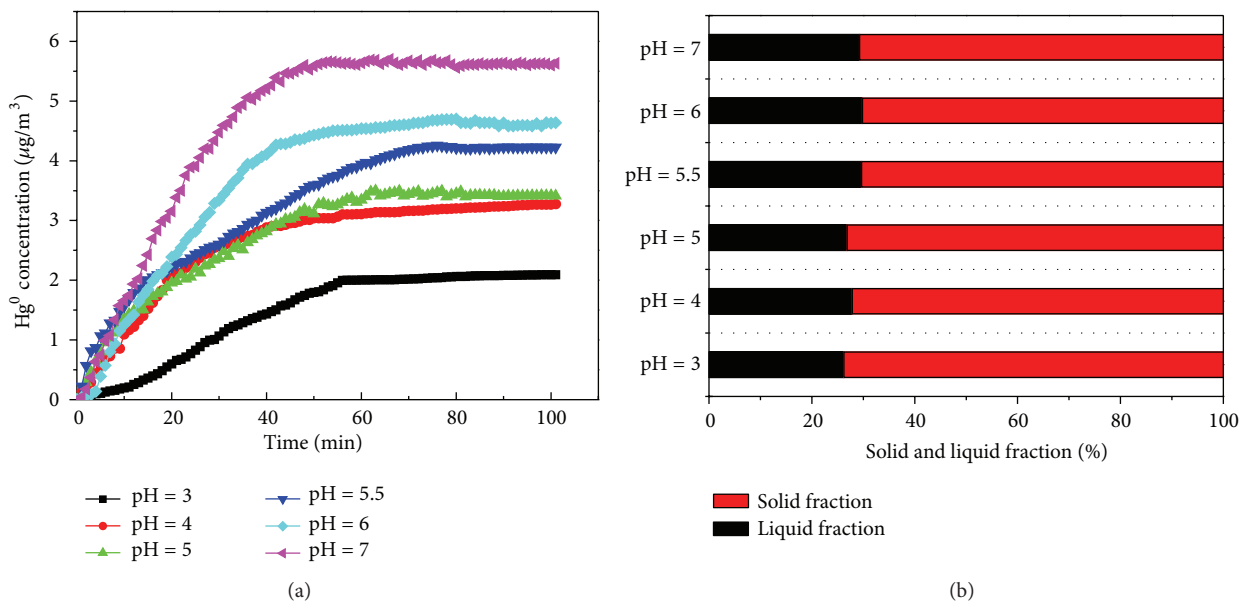 6
5
4
3
2
1
0
Hg⁰ concentration (μg/m³)
0 20 40 60 80 100
Time (min)
pH = 3
pH = 4
pH = 5
pH = 5.5
pH = 6
pH = 7
(a)
pH = 7
pH = 6
pH = 5.5
pH = 5
pH = 4
pH = 3
0 20 40 60 80 100
Solid and liquid fraction (%)
Solid fraction
Liquid fraction
(b)